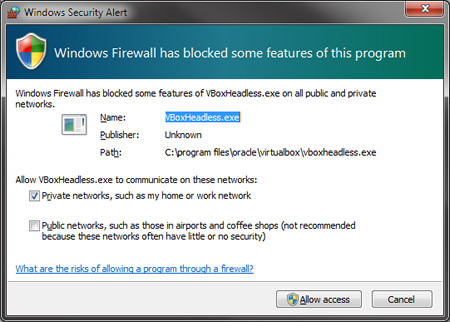 Windows Security Alert
Windows Firewall has blocked some features of this program
Windows Firewall has blocked some features of VBoxHeadless.exe on all public and private
networks.
Name: VBoxHeadless.exe
Publisher: Unknown
Path: C:\program files\oracle\virtualbox\vboxheadless.exe
Allow VBoxHeadless.exe to communicate on these networks:
Private networks, such as my home or work network
Public networks, such as those in airports and coffee shops (not recommended
because these networks often have little or no security)
What are the risks of allowing a program through a firewall?
Allow access Cancel